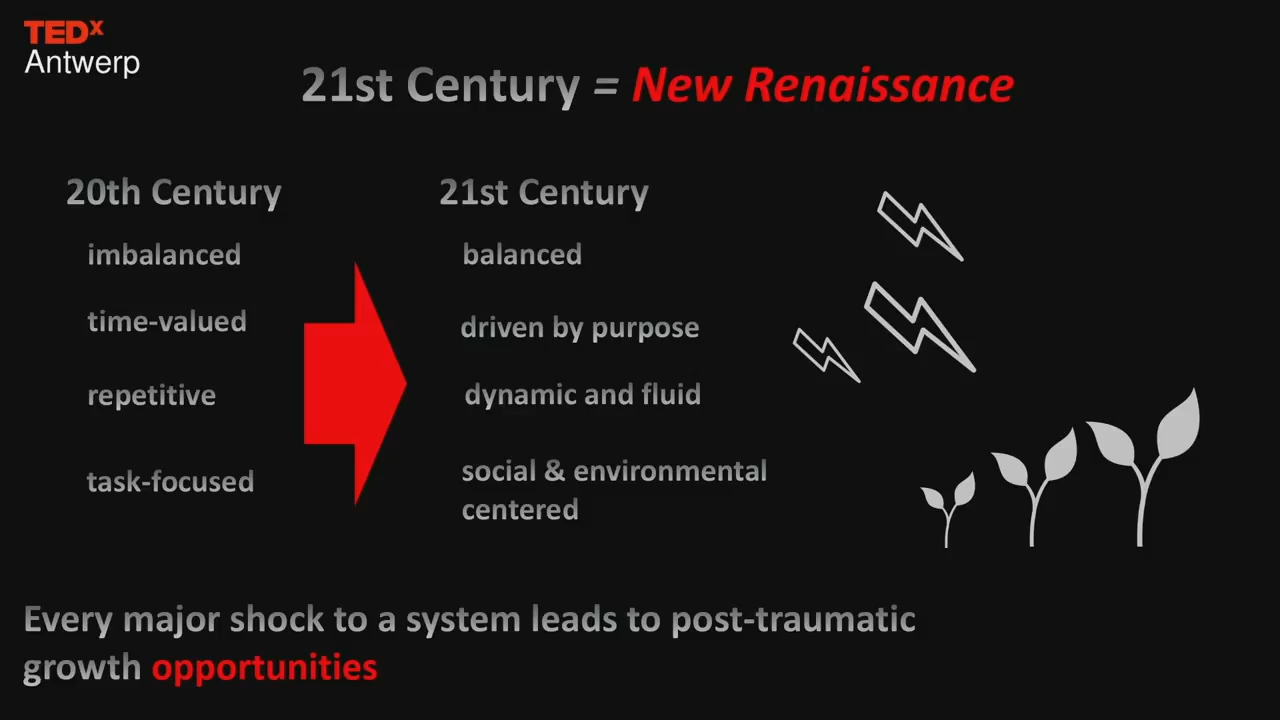 TEDx
Antwerp
21st Century = New Renaissance
20th Century
imbalanced
time-valued
repetitive
task-focused
21st Century
balanced
driven by purpose
dynamic and fluid
social & environmental
centered
Every major shock to a system leads to post-traumatic
growth opportunities